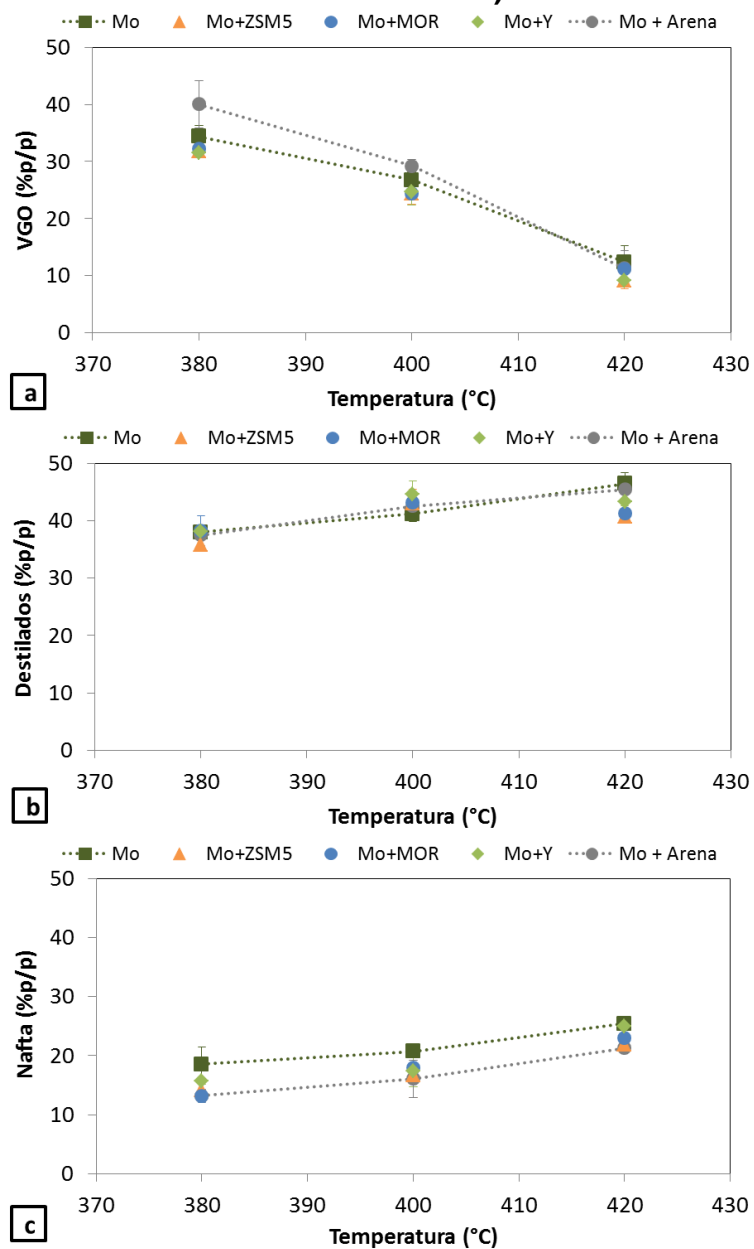 Mo Mo+ZSM5 Mo+MOR Mo+Y Mo + Arena
50
40
30
20
10
0
VGO (%p/p)
370 380 390 400 410 420 430
Temperatura (°C)
a
Mo Mo+ZSM5 Mo+MOR Mo+Y Mo + Arena
50
40
30
20
10
0
Destilados (%p/p)
370 380 390 400 410 420 430
Temperatura (°C)
b
Mo Mo+ZSM5 Mo+MOR Mo+Y Mo + Arena
50
40
30
20
10
0
Nafta (%p/p)
370 380 390 400 410 420 430
Temperatura (°C)
c